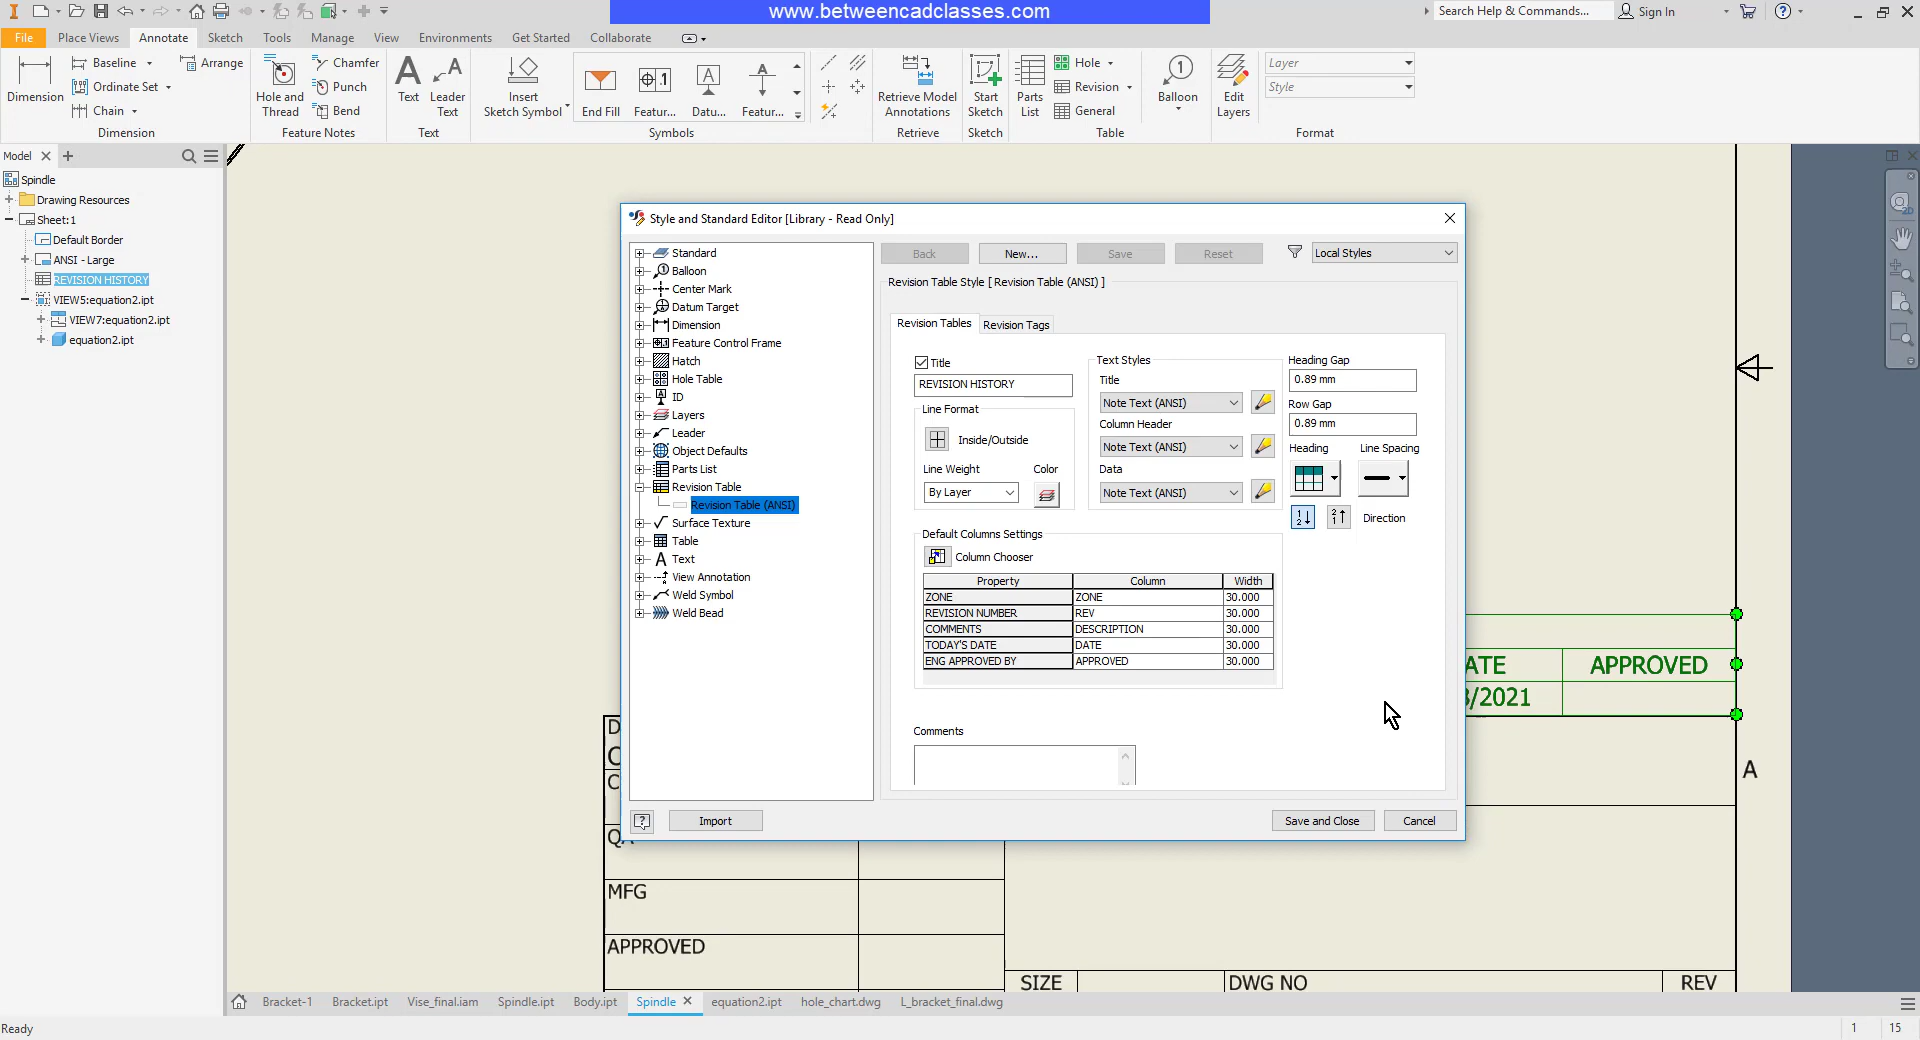 www.betweencadclasses.com
Search Help & Commands...
Sign In
File
Place Views
Annotate
Sketch
Tools
Manage
View
Environments
Get Started
Collaborate
Dimension
Baseline
Ordinate Set
Chain
Arrange
Dimension
Hole and
Thread
Chamfer
Punch
Bend
Feature Notes
Text
Leader
Text
Text
Insert
Sketch Symbol
End Fill
Featur...
Datu...
Featur...
Symbols
Retrieve Model
Annotations
Retrieve
Start
Sketch
Sketch
Parts
List
Hole
Revision
General
Table
Balloon
Edit
Layers
Layer
Style
Format
Model
Spindle
Drawing Resources
Sheet:1
Default Border
ANSI - Large
REVISION HISTORY
VIEW5:equation2.ipt
VIEW7:equation2.ipt
equation2.ipt
Style and Standard Editor [Library - Read Only]
Standard
Balloon
Center Mark
Datum Target
Dimension
Feature Control Frame
Hatch
Hole Table
ID
Layers
Leader
Object Defaults
Parts List
Revision Table
Revision Table (ANSI)
Surface Texture
Table
Text
View Annotation
Weld Symbol
Weld Bead
Back
New...
Save
Reset
Local Styles
Revision Table Style [ Revision Table (ANSI) ]
Revision Tables
Revision Tags
Title
REVISION HISTORY
Line Format
Inside/Outside
Line Weight
Color
By Layer
Text Styles
Title
Note Text (ANSI)
Column Header
Note Text (ANSI)
Data
Note Text (ANSI)
Heading Gap
0.89 mm
Row Gap
0.89 mm
Heading
Line Spacing
Direction
Default Columns Settings
Column Chooser
Property Column Width
ZONE ZONE 30.000
REVISION NUMBER REV 30.000
COMMENTS DESCRIPTION 30.000
TODAY'S DATE DATE 30.000
ENG APPROVED BY APPROVED 30.000
Comments
Import
Save and Close
Cancel
ATE
APPROVED
/2021
A
QA
MFG
APPROVED
SIZE
DWG NO
REV
Bracket-1
Bracket.ipt
Vise_final.iam
Spindle.ipt
Body.ipt
Spindle
equation2.ipt
hole_chart.dwg
L_bracket_final.dwg
Ready
1
15